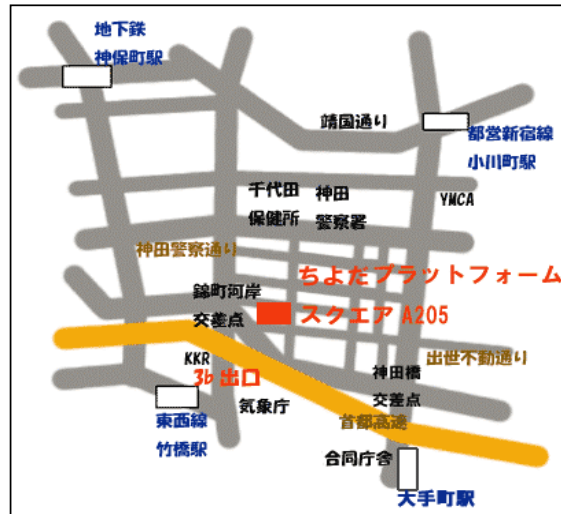 地下鉄
神保町駅
靖国通り
都営新宿線
小川町駅
千代田
保健所
神田
警察署
YMCA
神田警察通り
ちよだプラットフォーム
スクエア A205
錦町河岸
交差点
出世不動通り
KKR
3b 出口
神田橋
交差点
気象庁
首都高速
東西線
竹橋駅
合同庁舎
大手町駅